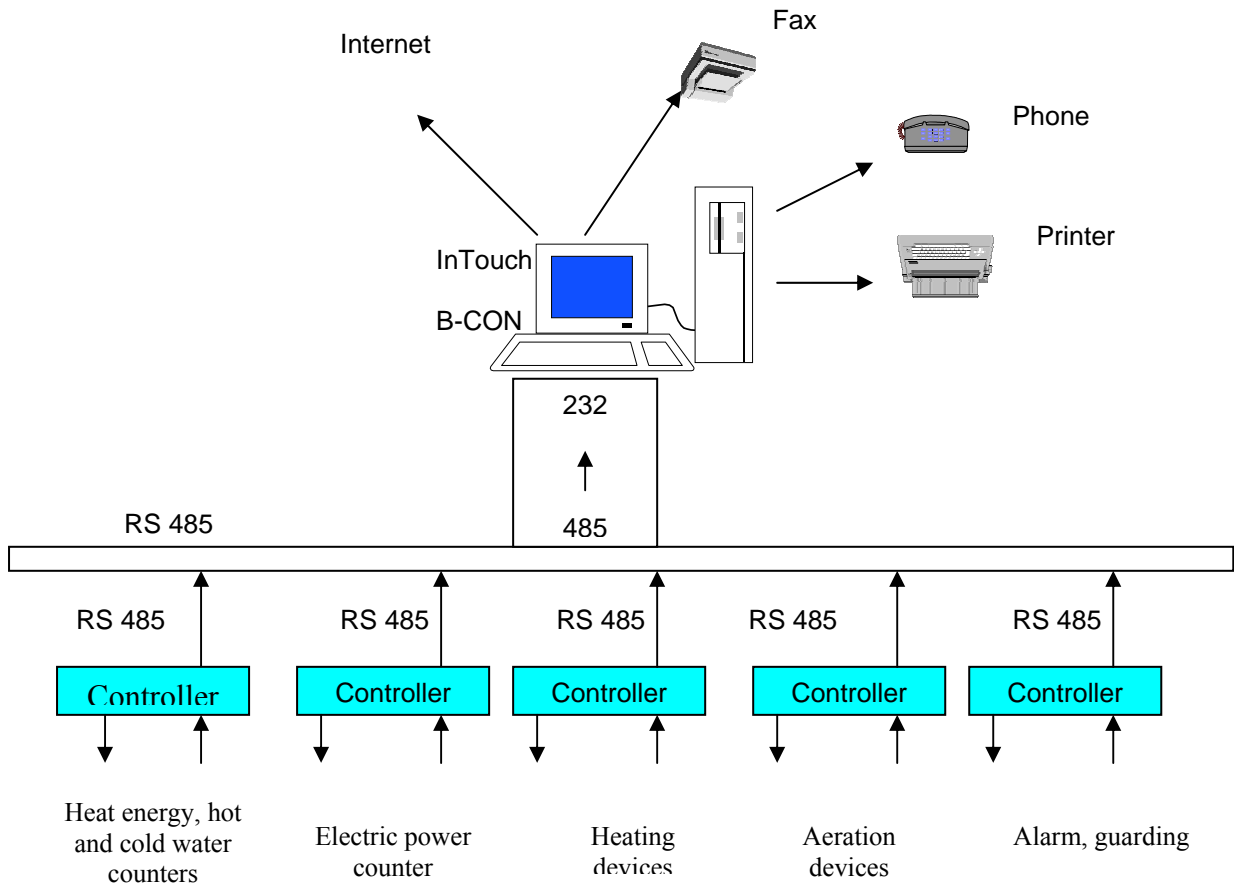 Fax
Internet
Phone
Printer
InTouch
B-CON
232
485
RS 485
RS 485
RS 485
RS 485
RS 485
RS 485
Controller
Controller
Controller
Controller
Controller
Heat energy, hot
and cold water
counters
Electric power
counter
Heating
devices
Aeration
devices
Alarm, guarding